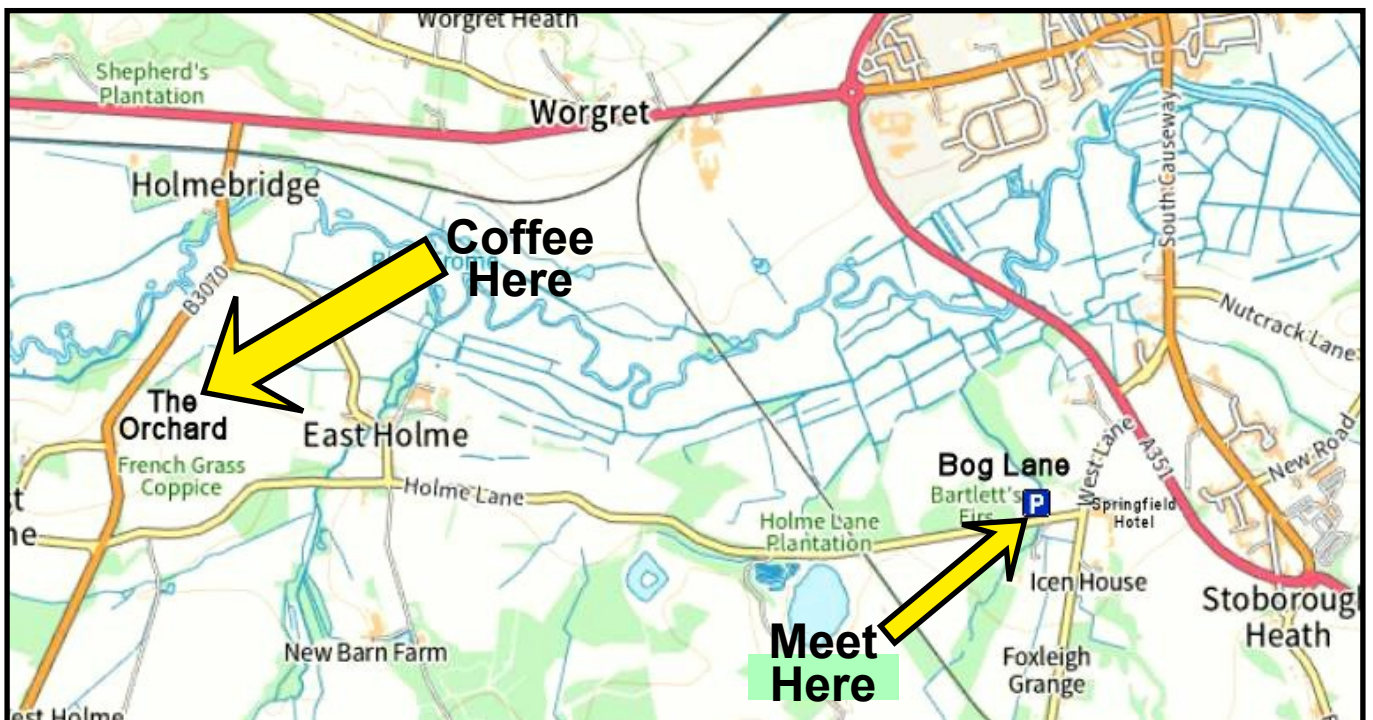 Worgret Heath
Shepherd's
Plantation
Worgret
Holmebridge
South Causeway
Coffee
Here
B3070
Nutcrack Lane
The
Orchard
East Holme
French Grass
Coppice
Holme Lane
West Lane
A351
New Road
Bog Lane
Bartlett's
Firs
P
Springfield
Hotel
Holme Lane
Plantation
Icen House
Stoborough
Heath
Meet
Here
New Barn Farm
Foxleigh
Grange
est Holme